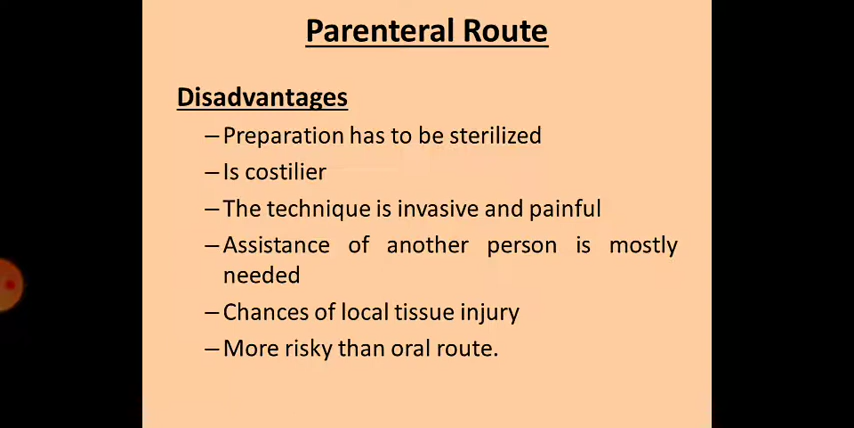 Parenteral Route
Disadvantages
–Preparation has to be sterilized
–Is costilier
–The technique is invasive and painful
–Assistance of another person is mostly
needed
–Chances of local tissue injury
–More risky than oral route.